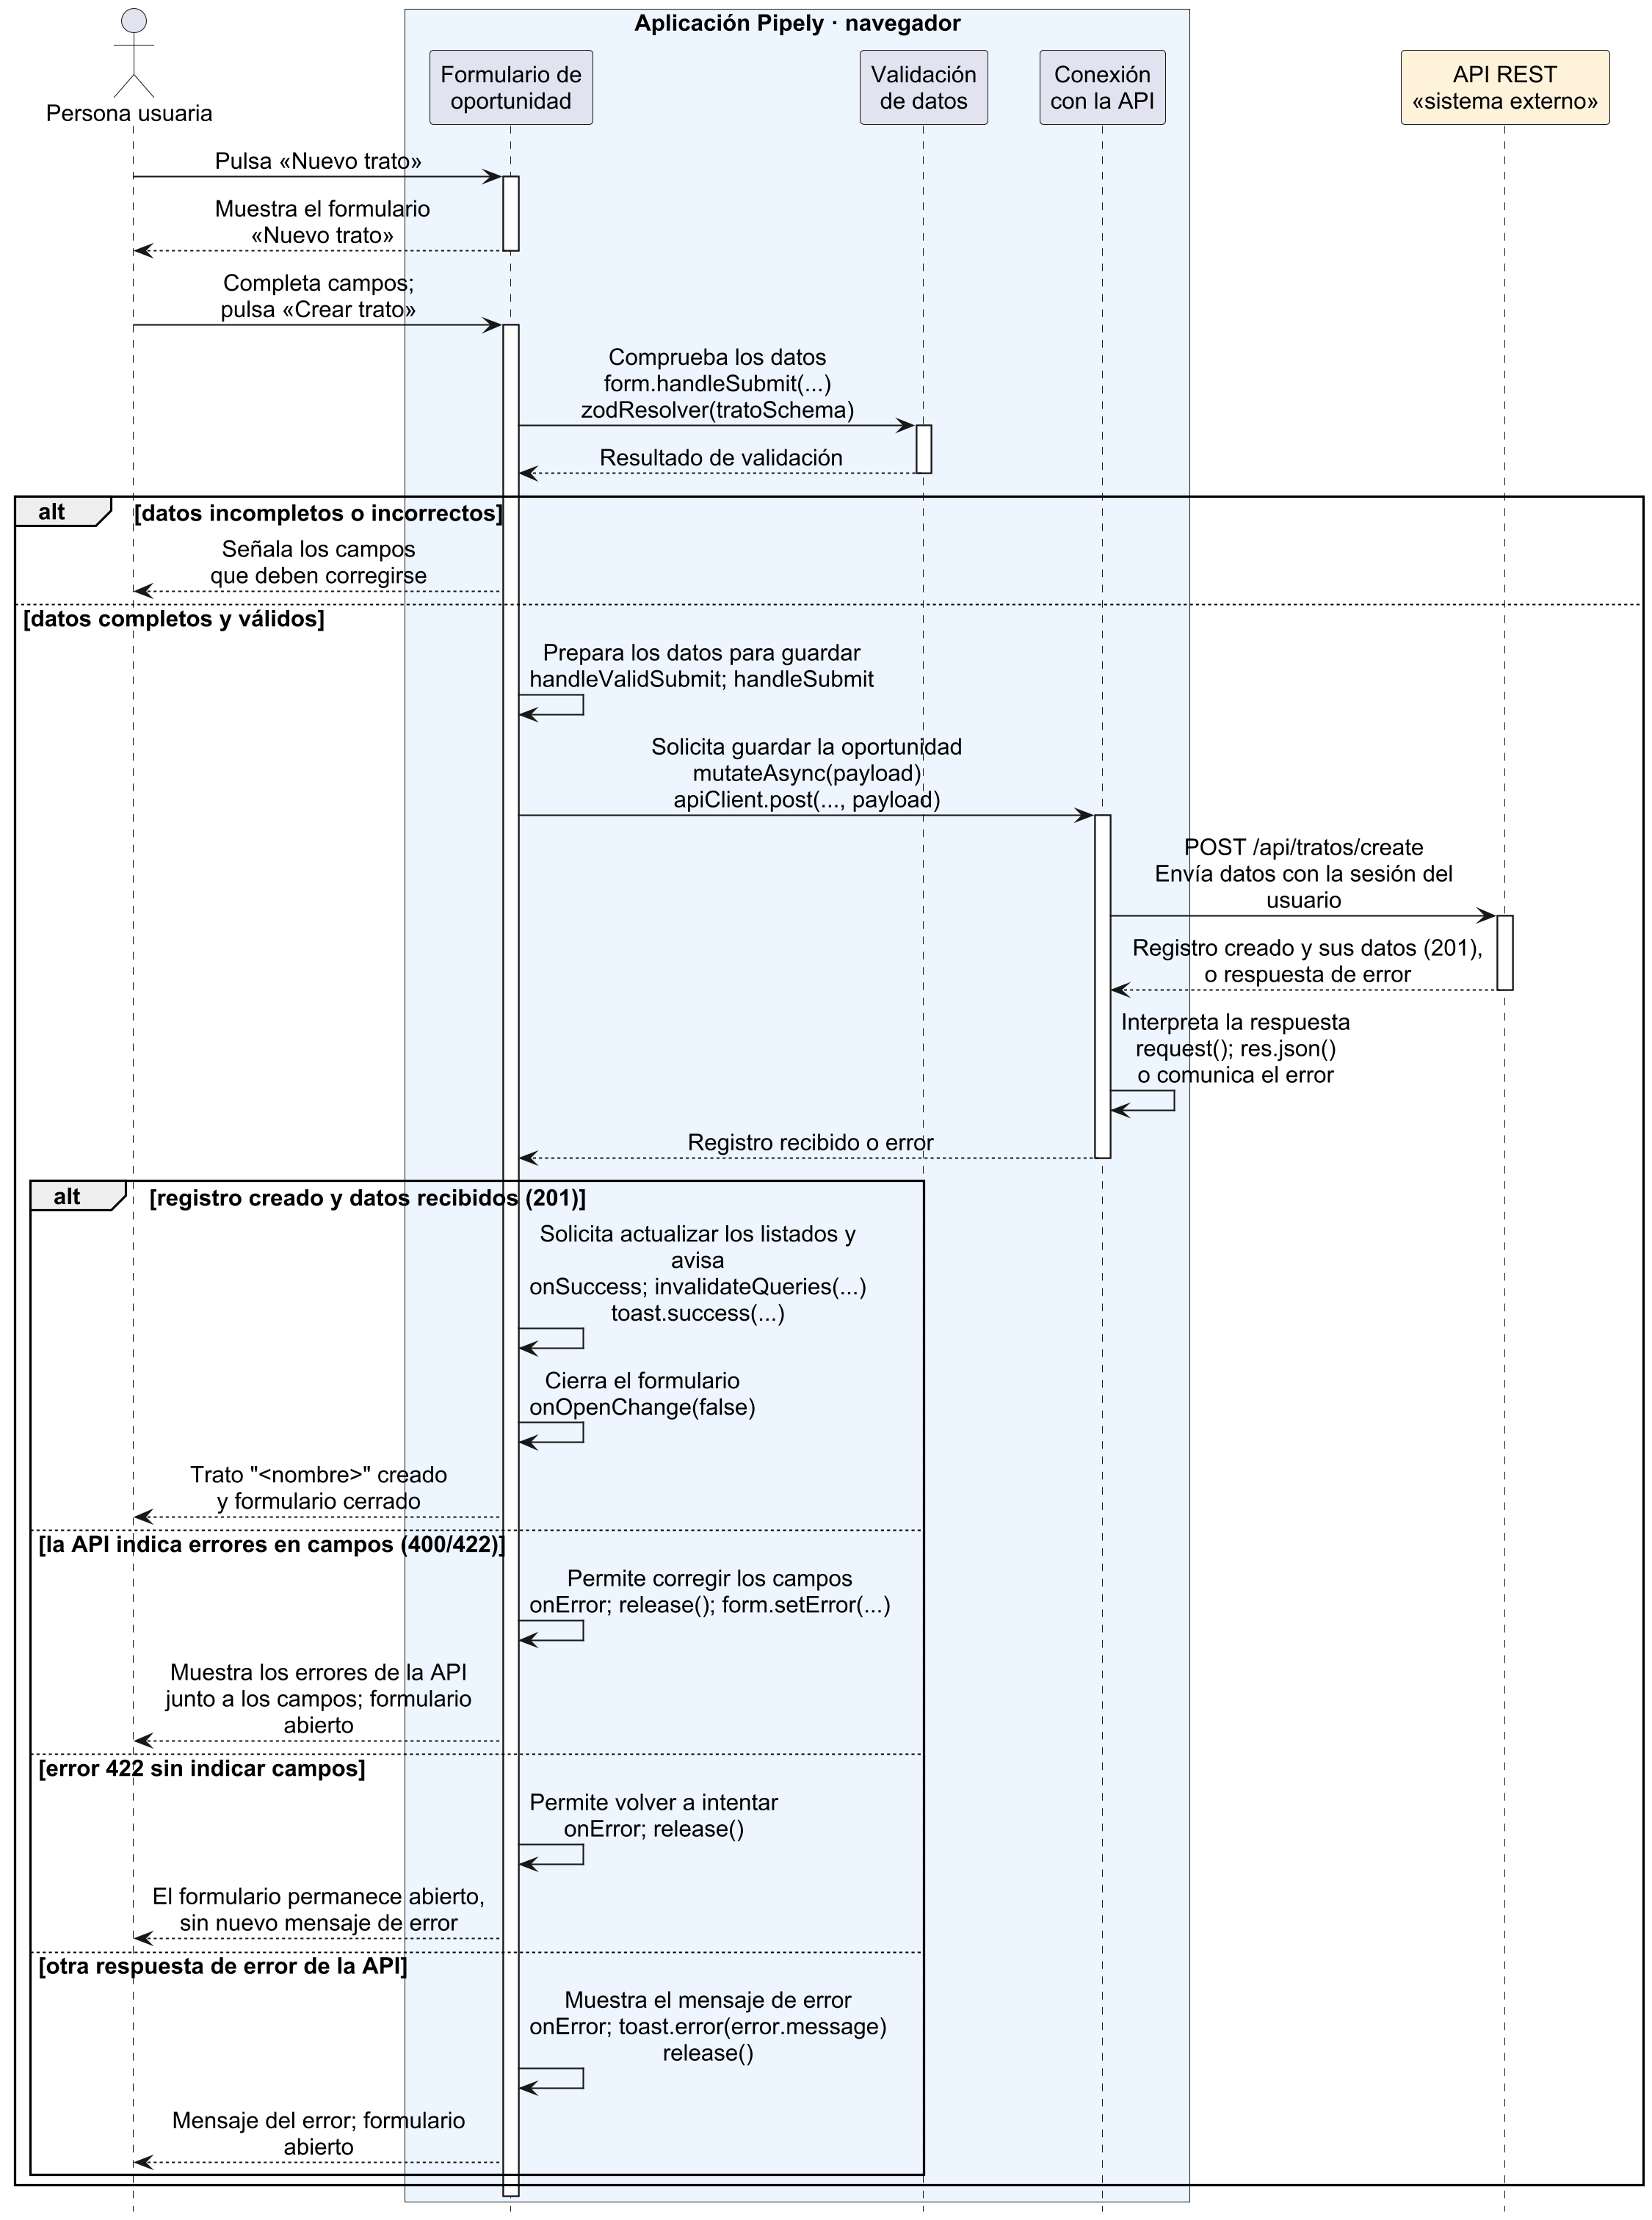 Aplicación Pipely · navegador
Persona usuaria
Formulario de
oportunidad
Validación
de datos
Conexión
con la API
API REST
«sistema externo»
Pulsa «Nuevo trato»
Muestra el formulario
«Nuevo trato»
Completa campos;
pulsa «Crear trato»
Comprueba los datos
form.handleSubmit(...)
zodResolver(tratoSchema)
Resultado de validación
alt
[datos incompletos o incorrectos]
Señala los campos
que deben corregirse
[datos completos y válidos]
Prepara los datos para guardar
handleValidSubmit; handleSubmit
Solicita guardar la oportunidad
mutateAsync(payload)
apiClient.post(..., payload)
POST /api/tratos/create
Envía datos con la sesión del
usuario
Registro creado y sus datos (201),
o respuesta de error
Interpreta la respuesta
request(); res.json()
o comunica el error
Registro recibido o error
alt
[registro creado y datos recibidos (201)]
Solicita actualizar los listados y
avisa
onSuccess; invalidateQueries(...)
toast.success(...)
Cierra el formulario
onOpenChange(false)
Trato "<nombre>" creado
y formulario cerrado
[la API indica errores en campos (400/422)]
Permite corregir los campos
onError; release(); form.setError(...)
Muestra los errores de la API
junto a los campos; formulario
abierto
[error 422 sin indicar campos]
Permite volver a intentar
onError; release()
El formulario permanece abierto,
sin nuevo mensaje de error
[otra respuesta de error de la API]
Muestra el mensaje de error
onError; toast.error(error.message)
release()
Mensaje del error; formulario
abierto